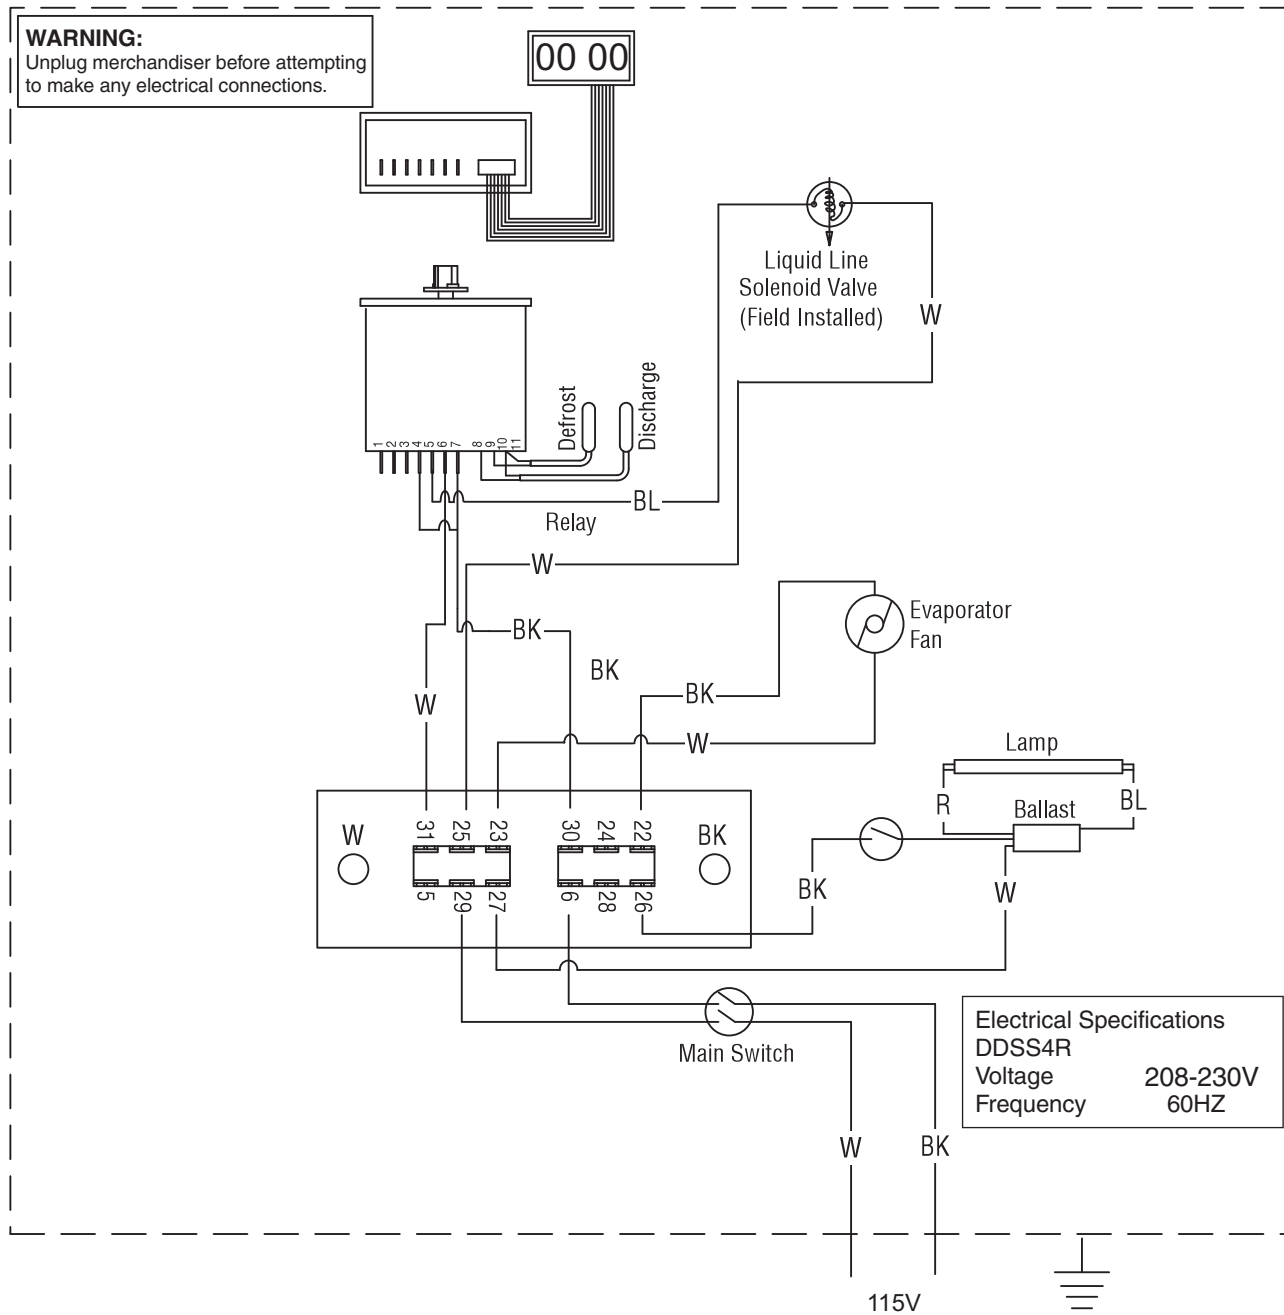 WARNING:
Unplug merchandiser before attempting
to make any electrical connections.
00 00
Liquid Line
Solenoid Valve
(Field Installed)
W
Defrost
Discharge
1 2 3 4 5 6 7 8 9 10 11
BL
Relay
W
Evaporator
Fan
BK
BK
BK
W
W
Lamp
R
Ballast
BL
W
31 25 23
30 24 22
BK
5 29 27
6 28 26
BK
W
Main Switch
Electrical Specifications
DDSS4R
Voltage 208-230V
Frequency 60HZ
W
BK
115V